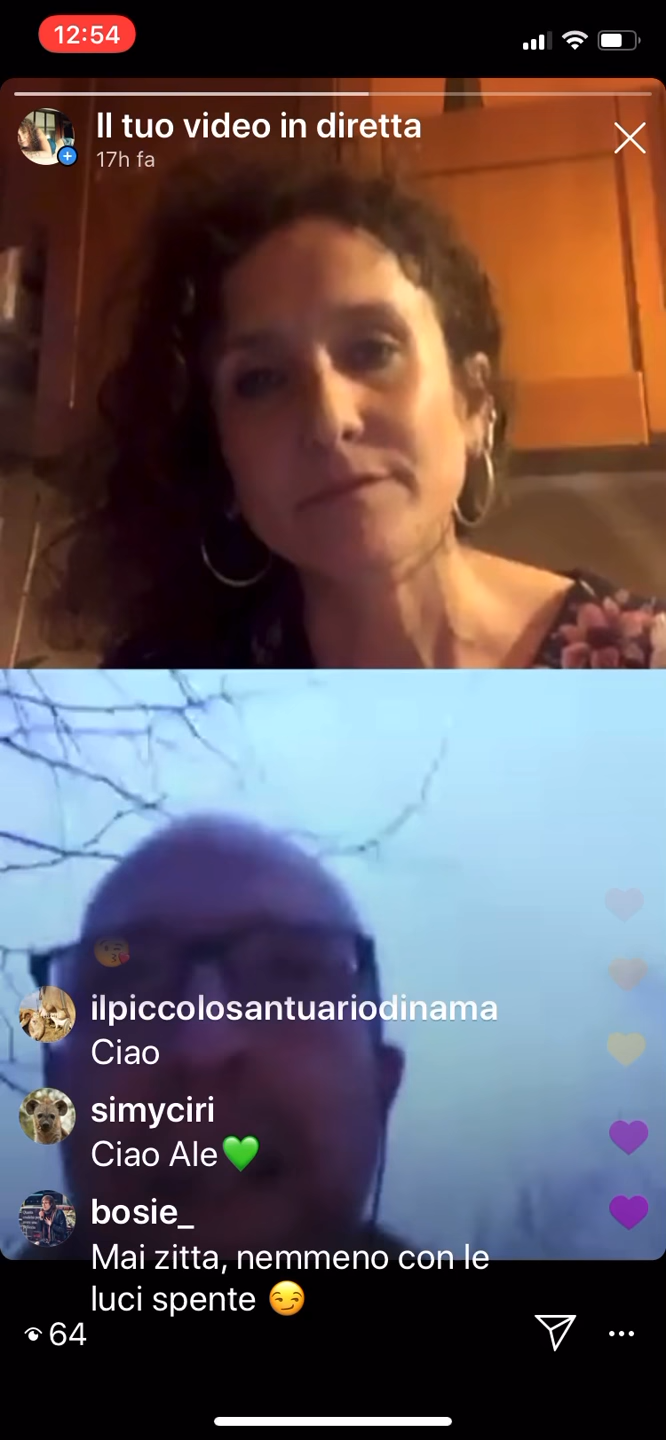 12:54
Il tuo video in diretta
17h fa
😘
ilpiccolosantuariodinama
Ciao
simyciri
Ciao Ale💚
bosie_
Mai zitta, nemmeno con le
luci spente 😏
64